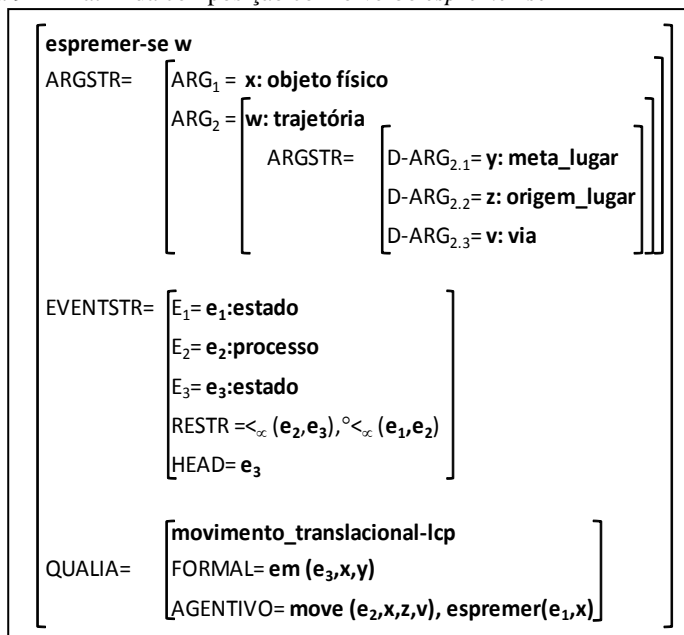 espremer-se w
ARGSTR= ARG₁ = x: objeto físico
ARG₂ = w: trajetória
ARGSTR= D-ARG₂.₁= y: meta_lugar
D-ARG₂.₂= z: origem_lugar
D-ARG₂.₃= v: via
EVENTSTR= E₁= e₁:estado
E₂= e₂:processo
E₃= e₃:estado
RESTR =<∝ (e₂,e₃),°<∝ (e₁,e₂)
HEAD= e₃
movimento_translacional-lcp
QUALIA= FORMAL= em (e₃,x,y)
AGENTIVO= move (e₂,x,z,v), espremer(e₁,x)